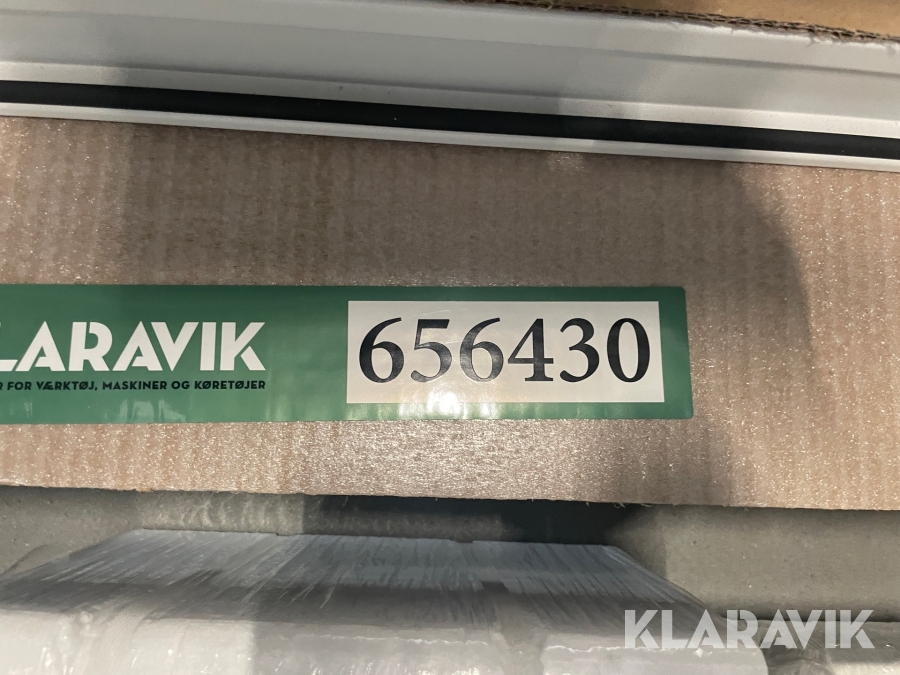 LARAVIK
656430
R FOR VÆRKTØJ, MASKINER OG KØRETØJER
KLARAVIK